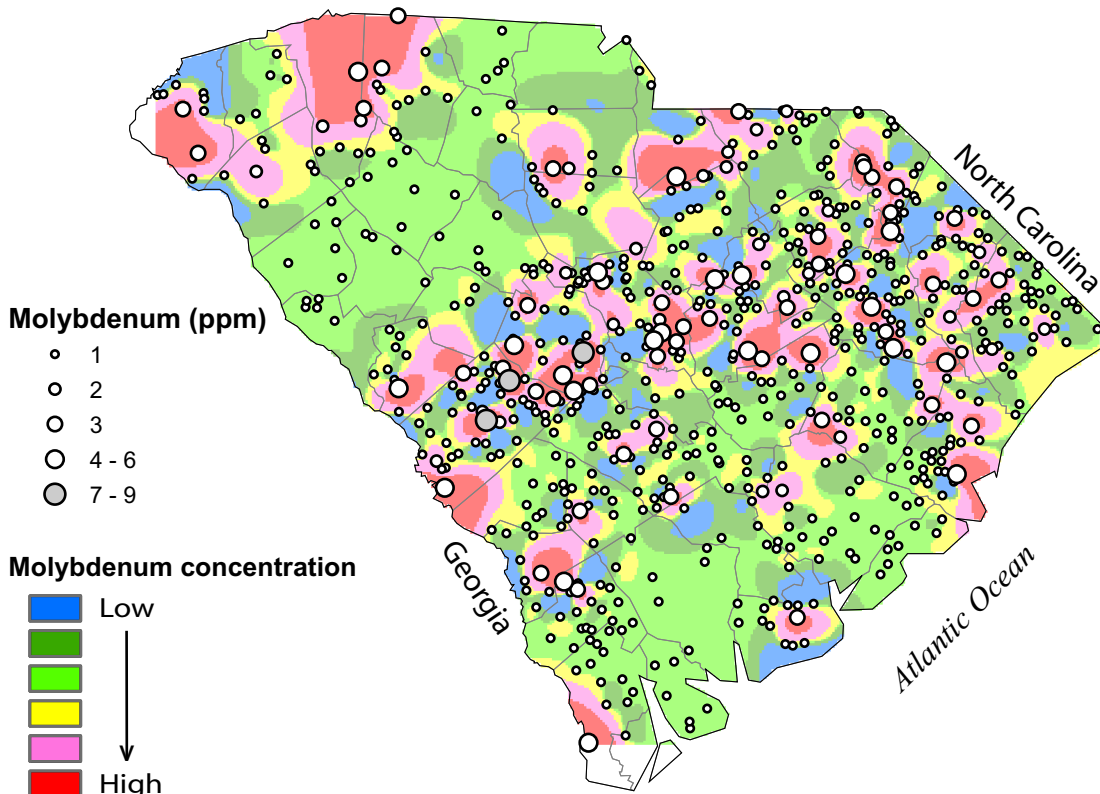 North Carolina
Molybdenum (ppm)
1
2
3
4 - 6
7 - 9
Georgia
Atlantic Ocean
Molybdenum concentration
Low
High